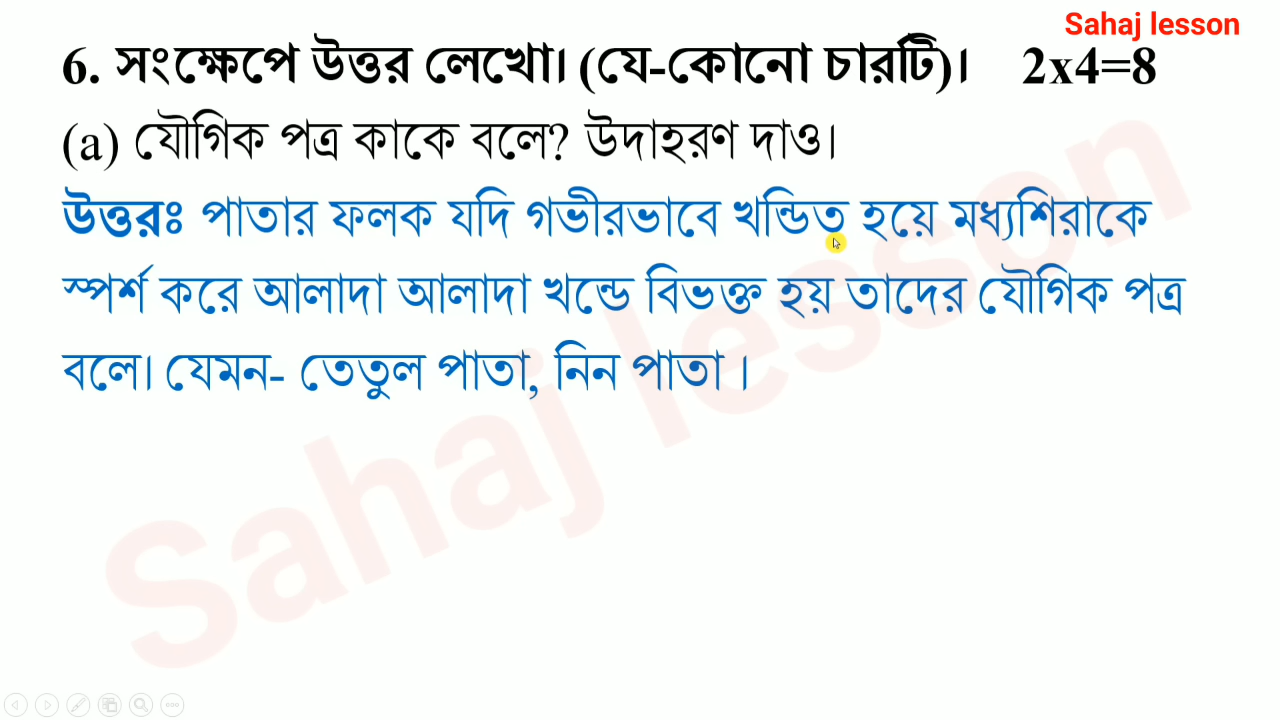 Sahaj lesson
6. সংক্ষেপে উত্তর লেখো। (যে-কোনো চারটি)। 2x4=8
(a) যৌগিক পত্র কাকে বলে? উদাহরণ দাও।
উত্তরঃ পাতার ফলক যদি গভীরভাবে খন্ডিত হয়ে মধ্যশিরাকে
স্পর্শ করে আলাদা আলাদা খন্ডে বিভক্ত হয় তাদের যৌগিক পত্র
বলে। যেমন- তেতুল পাতা, নিন পাতা।
Sahaj lesson